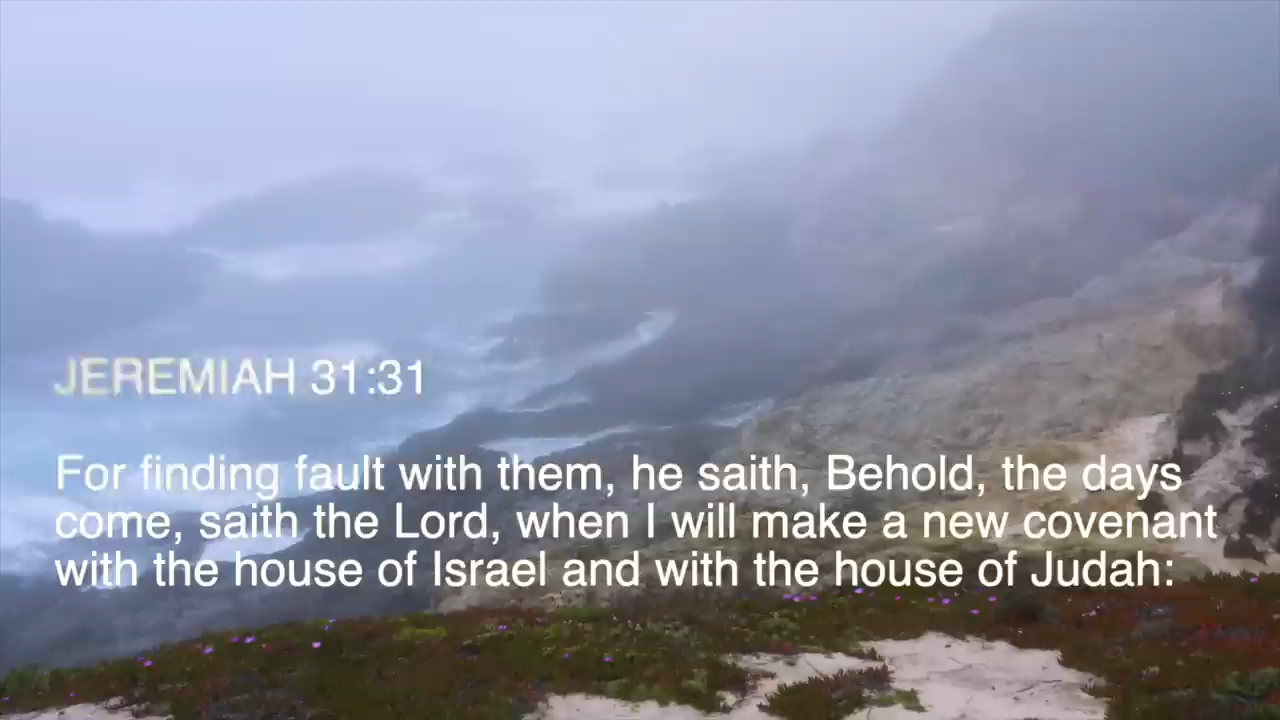 JEREMIAH 31:31
For finding fault with them, he saith, Behold, the days
come, saith the Lord, when I will make a new covenant
with the house of Israel and with the house of Judah: